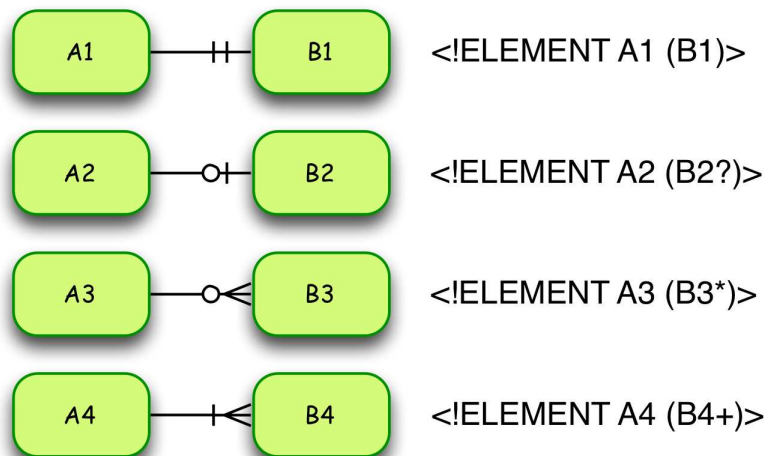 A1 B1 <!ELEMENT A1 (B1)>
A2 B2 <!ELEMENT A2 (B2?)>
A3 B3 <!ELEMENT A3 (B3*)>
A4 B4 <!ELEMENT A4 (B4+)>